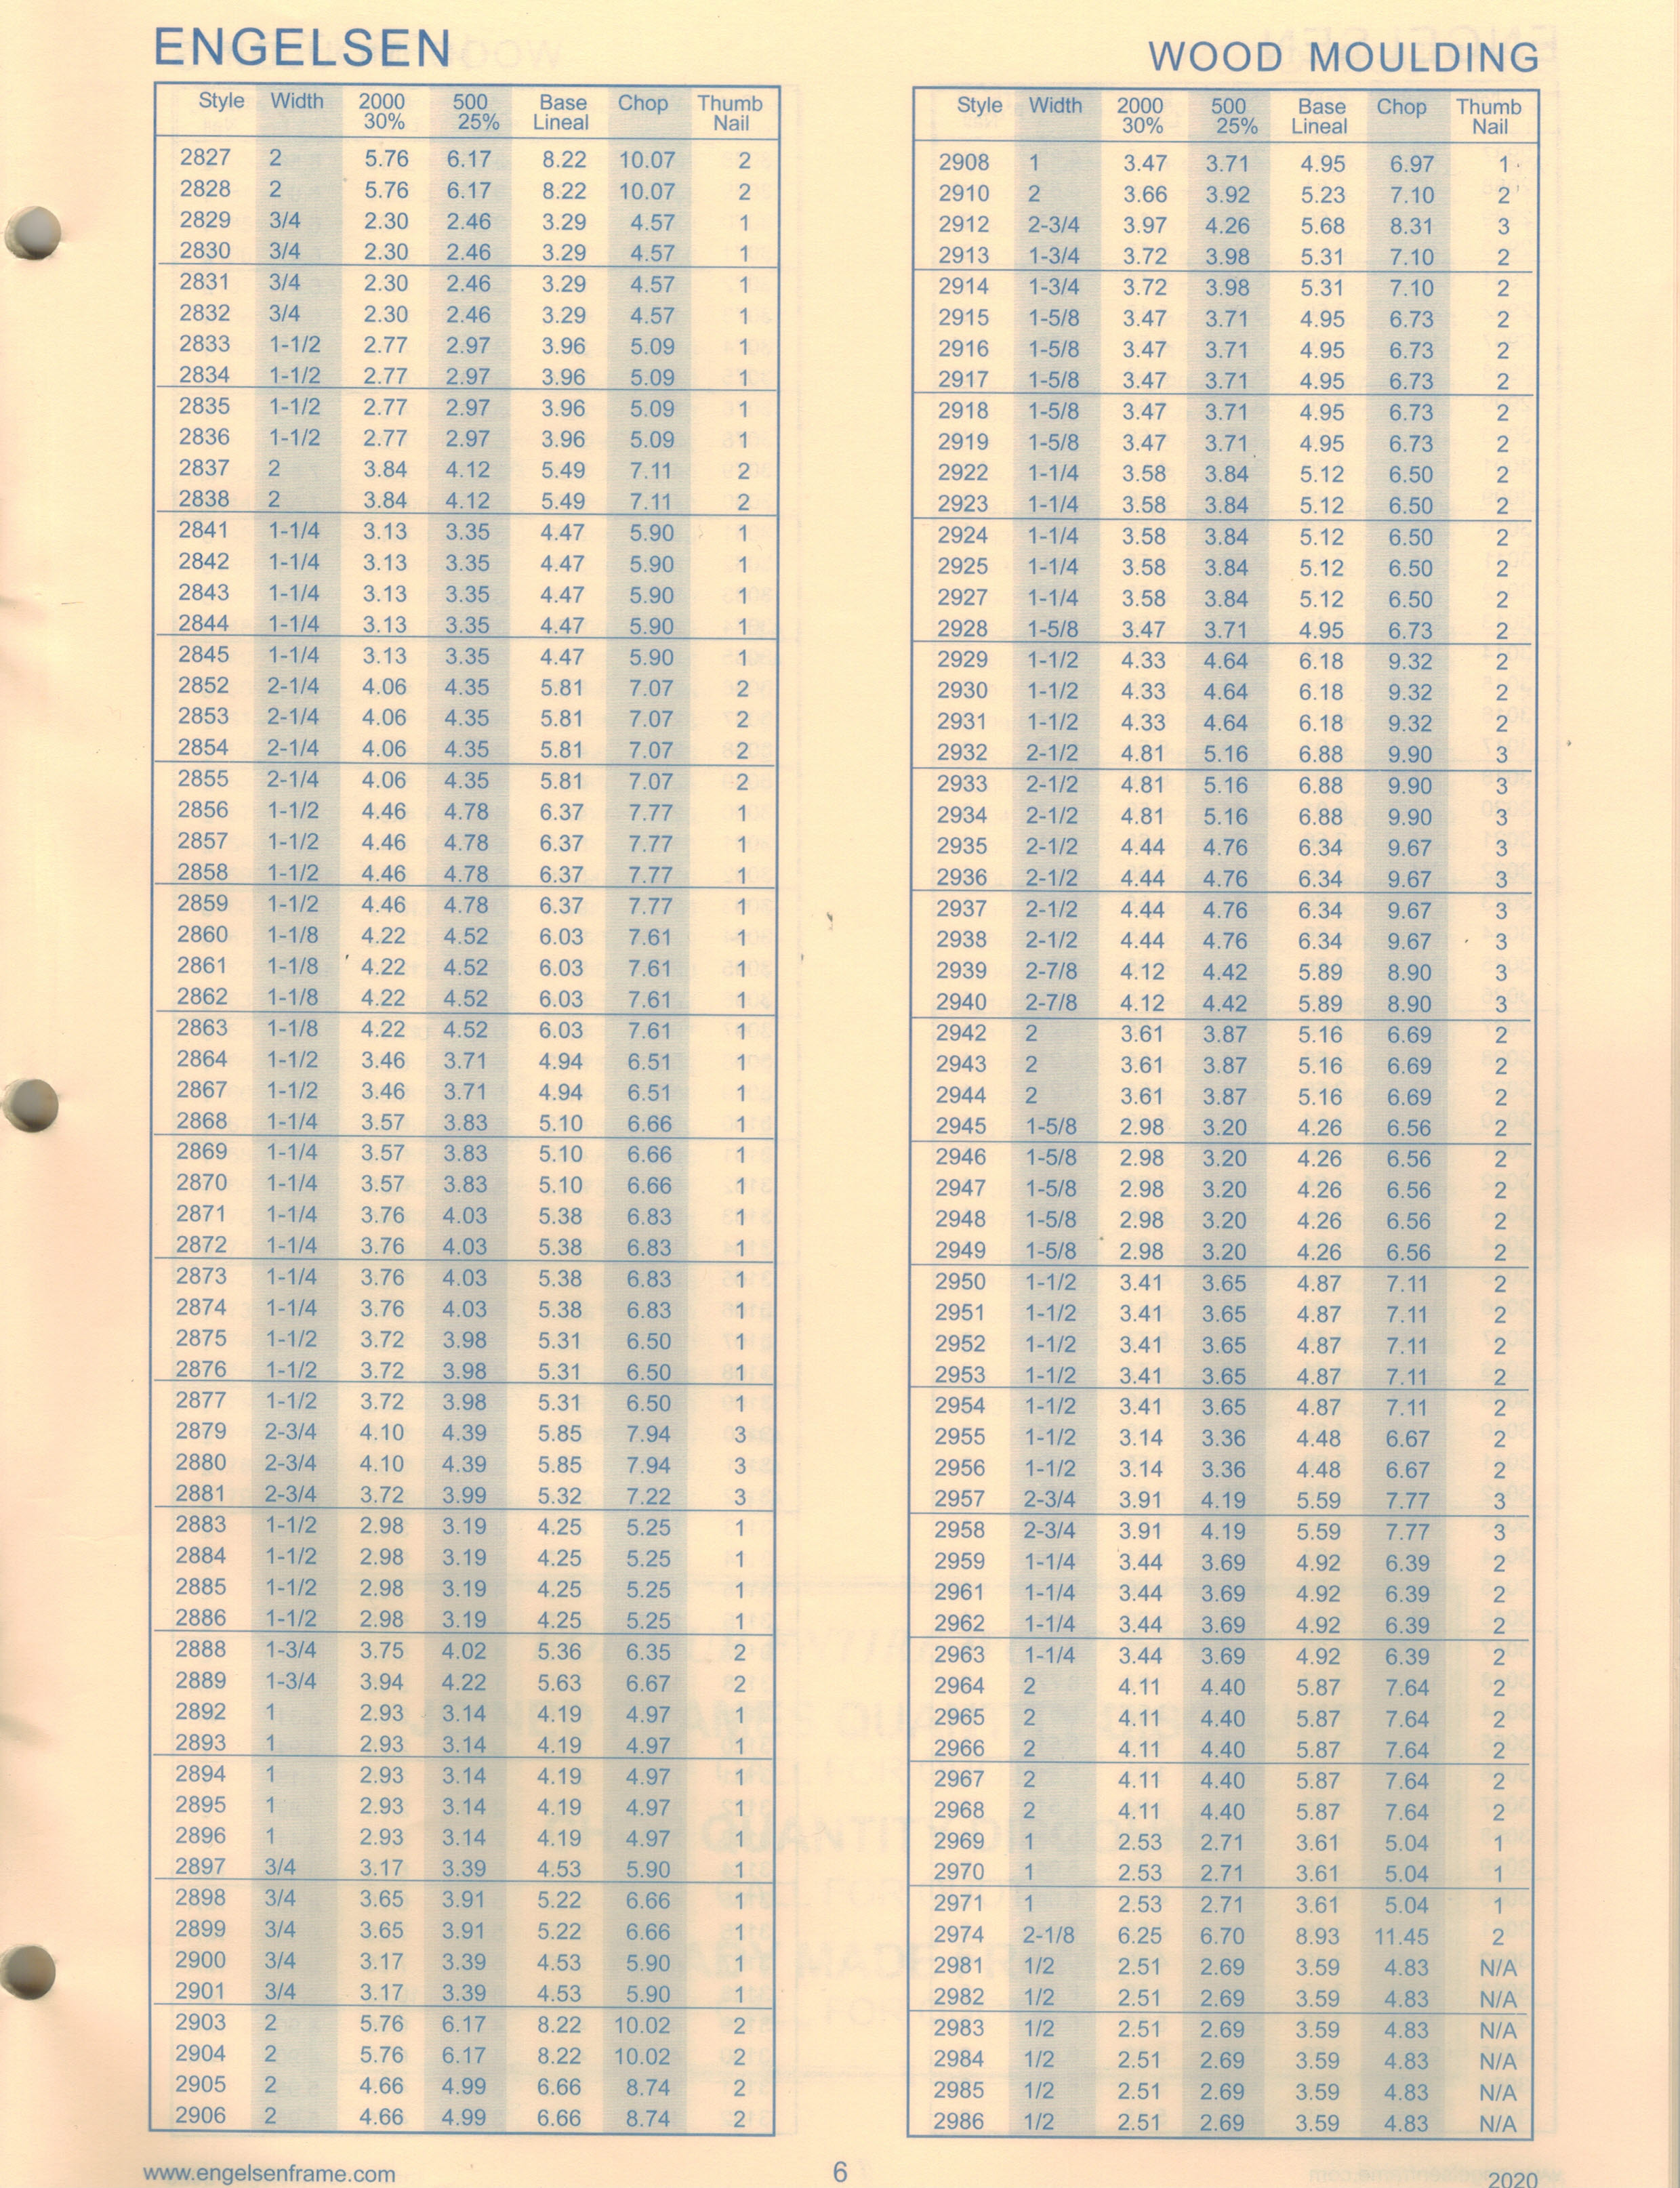 ENGELSEN
WOOD MOULDING
Style Width 2000 30% 500 25% Base Lineal Chop Thumb Nail
2827 2 5.76 6.17 8.22 10.07 2
2828 2 5.76 6.17 8.22 10.07 2
2829 3/4 2.30 2.46 3.29 4.57 1
2830 3/4 2.30 2.46 3.29 4.57 1
2831 3/4 2.30 2.46 3.29 4.57 1
2832 3/4 2.30 2.46 3.29 4.57 1
2833 1-1/2 2.77 2.97 3.96 5.09 1
2834 1-1/2 2.77 2.97 3.96 5.09 1
2835 1-1/2 2.77 2.97 3.96 5.09 1
2836 1-1/2 2.77 2.97 3.96 5.09 1
2837 2 3.84 4.12 5.49 7.11 2
2838 2 3.84 4.12 5.49 7.11 2
2841 1-1/4 3.13 3.35 4.47 5.90 1
2842 1-1/4 3.13 3.35 4.47 5.90 1
2843 1-1/4 3.13 3.35 4.47 5.90 1
2844 1-1/4 3.13 3.35 4.47 5.90 1
2845 1-1/4 3.13 3.35 4.47 5.90 1
2852 2-1/4 4.06 4.35 5.81 7.07 2
2853 2-1/4 4.06 4.35 5.81 7.07 2
2854 2-1/4 4.06 4.35 5.81 7.07 2
2855 2-1/4 4.06 4.35 5.81 7.07 2
2856 1-1/2 4.46 4.78 6.37 7.77 1
2857 1-1/2 4.46 4.78 6.37 7.77 1
2858 1-1/2 4.46 4.78 6.37 7.77 1
2859 1-1/2 4.46 4.78 6.37 7.77 1
2860 1-1/8 4.22 4.52 6.03 7.61 1
2861 1-1/8 4.22 4.52 6.03 7.61 1
2862 1-1/8 4.22 4.52 6.03 7.61 1
2863 1-1/8 4.22 4.52 6.03 7.61 1
2864 1-1/2 3.46 3.71 4.94 6.51 1
2867 1-1/2 3.46 3.71 4.94 6.51 1
2868 1-1/4 3.57 3.83 5.10 6.66 1
2869 1-1/4 3.57 3.83 5.10 6.66 1
2870 1-1/4 3.57 3.83 5.10 6.66 1
2871 1-1/4 3.76 4.03 5.38 6.83 1
2872 1-1/4 3.76 4.03 5.38 6.83 1
2873 1-1/4 3.76 4.03 5.38 6.83 1
2874 1-1/4 3.76 4.03 5.38 6.83 1
2875 1-1/2 3.72 3.98 5.31 6.50 1
2876 1-1/2 3.72 3.98 5.31 6.50 1
2877 1-1/2 3.72 3.98 5.31 6.50 1
2879 2-3/4 4.10 4.39 5.85 7.94 3
2880 2-3/4 4.10 4.39 5.85 7.94 3
2881 2-3/4 3.72 3.99 5.32 7.22 3
2883 1-1/2 2.98 3.19 4.25 5.25 1
2884 1-1/2 2.98 3.19 4.25 5.25 1
2885 1-1/2 2.98 3.19 4.25 5.25 1
2886 1-1/2 2.98 3.19 4.25 5.25 1
2888 1-3/4 3.75 4.02 5.36 6.35 2
2889 1-3/4 3.94 4.22 5.63 6.67 2
2892 1 2.93 3.14 4.19 4.97 1
2893 1 2.93 3.14 4.19 4.97 1
2894 1 2.93 3.14 4.19 4.97 1
2895 1 2.93 3.14 4.19 4.97 1
2896 1 2.93 3.14 4.19 4.97 1
2897 3/4 3.17 3.39 4.53 5.90 1
2898 3/4 3.65 3.91 5.22 6.66 1
2899 3/4 3.65 3.91 5.22 6.66 1
2900 3/4 3.17 3.39 4.53 5.90 1
2901 3/4 3.17 3.39 4.53 5.90 1
2903 2 5.76 6.17 8.22 10.02 2
2904 2 5.76 6.17 8.22 10.02 2
2905 2 4.66 4.99 6.66 8.74 2
2906 2 4.66 4.99 6.66 8.74 2
Style Width 2000 30% 500 25% Base Lineal Chop Thumb Nail
2908 1 3.47 3.71 4.95 6.97 1
2910 2 3.66 3.92 5.23 7.10 2
2912 2-3/4 3.97 4.26 5.68 8.31 3
2913 1-3/4 3.72 3.98 5.31 7.10 2
2914 1-3/4 3.72 3.98 5.31 7.10 2
2915 1-5/8 3.47 3.71 4.95 6.73 2
2916 1-5/8 3.47 3.71 4.95 6.73 2
2917 1-5/8 3.47 3.71 4.95 6.73 2
2918 1-5/8 3.47 3.71 4.95 6.73 2
2919 1-5/8 3.47 3.71 4.95 6.73 2
2922 1-1/4 3.58 3.84 5.12 6.50 2
2923 1-1/4 3.58 3.84 5.12 6.50 2
2924 1-1/4 3.58 3.84 5.12 6.50 2
2925 1-1/4 3.58 3.84 5.12 6.50 2
2927 1-1/4 3.58 3.84 5.12 6.50 2
2928 1-5/8 3.47 3.71 4.95 6.73 2
2929 1-1/2 4.33 4.64 6.18 9.32 2
2930 1-1/2 4.33 4.64 6.18 9.32 2
2931 1-1/2 4.33 4.64 6.18 9.32 2
2932 2-1/2 4.81 5.16 6.88 9.90 3
2933 2-1/2 4.81 5.16 6.88 9.90 3
2934 2-1/2 4.81 5.16 6.88 9.90 3
2935 2-1/2 4.44 4.76 6.34 9.67 3
2936 2-1/2 4.44 4.76 6.34 9.67 3
2937 2-1/2 4.44 4.76 6.34 9.67 3
2938 2-1/2 4.44 4.76 6.34 9.67 3
2939 2-7/8 4.12 4.42 5.89 8.90 3
2940 2-7/8 4.12 4.42 5.89 8.90 3
2942 2 3.61 3.87 5.16 6.69 2
2943 2 3.61 3.87 5.16 6.69 2
2944 2 3.61 3.87 5.16 6.69 2
2945 1-5/8 2.98 3.20 4.26 6.56 2
2946 1-5/8 2.98 3.20 4.26 6.56 2
2947 1-5/8 2.98 3.20 4.26 6.56 2
2948 1-5/8 2.98 3.20 4.26 6.56 2
2949 1-5/8 2.98 3.20 4.26 6.56 2
2950 1-1/2 3.41 3.65 4.87 7.11 2
2951 1-1/2 3.41 3.65 4.87 7.11 2
2952 1-1/2 3.41 3.65 4.87 7.11 2
2953 1-1/2 3.41 3.65 4.87 7.11 2
2954 1-1/2 3.41 3.65 4.87 7.11 2
2955 1-1/2 3.14 3.36 4.48 6.67 2
2956 1-1/2 3.14 3.36 4.48 6.67 2
2957 2-3/4 3.91 4.19 5.59 7.77 3
2958 2-3/4 3.91 4.19 5.59 7.77 3
2959 1-1/4 3.44 3.69 4.92 6.39 2
2961 1-1/4 3.44 3.69 4.92 6.39 2
2962 1-1/4 3.44 3.69 4.92 6.39 2
2963 1-1/4 3.44 3.69 4.92 6.39 2
2964 2 4.11 4.40 5.87 7.64 2
2965 2 4.11 4.40 5.87 7.64 2
2966 2 4.11 4.40 5.87 7.64 2
2967 2 4.11 4.40 5.87 7.64 2
2968 2 4.11 4.40 5.87 7.64 2
2969 1 2.53 2.71 3.61 5.04 1
2970 1 2.53 2.71 3.61 5.04 1
2971 1 2.53 2.71 3.61 5.04 1
2974 2-1/8 6.25 6.70 8.93 11.45 2
2981 1/2 2.51 2.69 3.59 4.83 N/A
2982 1/2 2.51 2.69 3.59 4.83 N/A
2983 1/2 2.51 2.69 3.59 4.83 N/A
2984 1/2 2.51 2.69 3.59 4.83 N/A
2985 1/2 2.51 2.69 3.59 4.83 N/A
2986 1/2 2.51 2.69 3.59 4.83 N/A
www.engelsenframe.com
6
2020